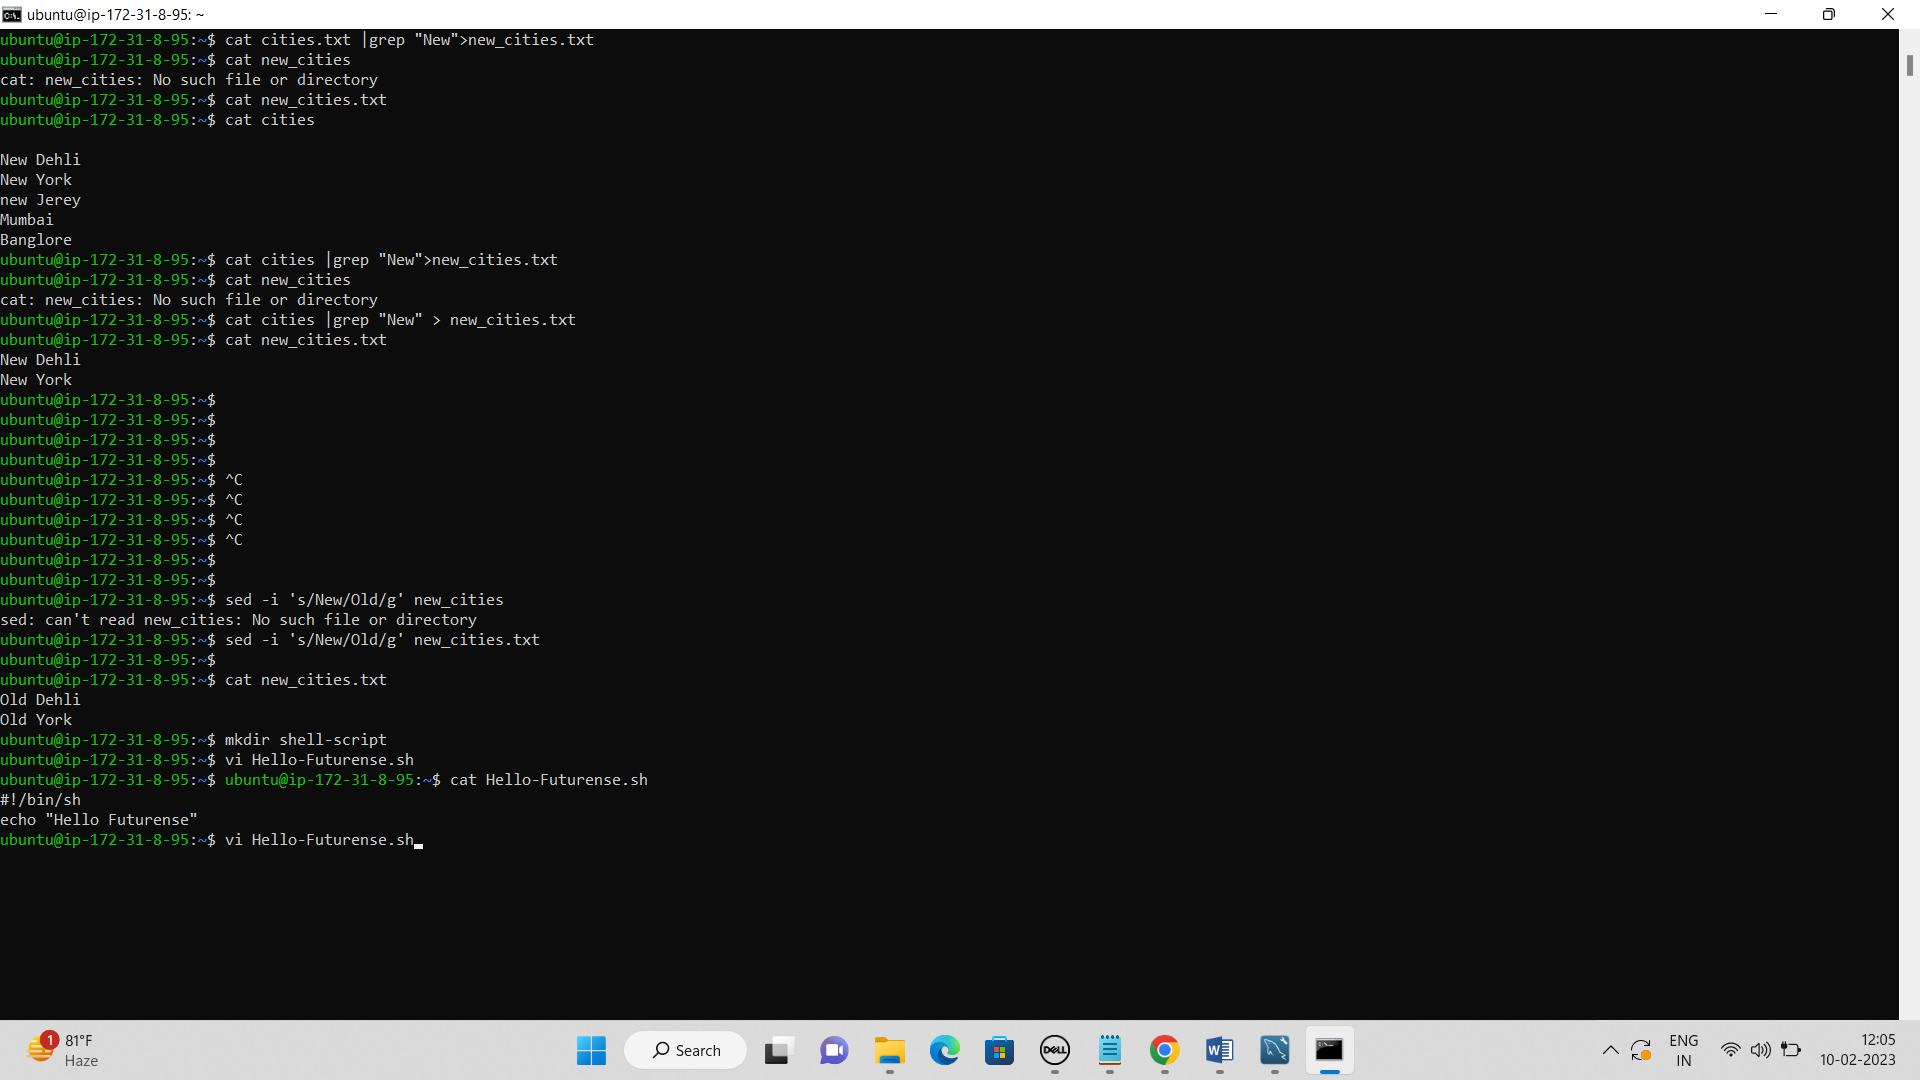 ubuntu@ip-172-31-8-95: ~
ubuntu@ip-172-31-8-95:~$ cat cities.txt |grep "New">new_cities.txt
ubuntu@ip-172-31-8-95:~$ cat new_cities
cat: new_cities: No such file or directory
ubuntu@ip-172-31-8-95:~$ cat new_cities.txt
ubuntu@ip-172-31-8-95:~$ cat cities
New Dehli
New York
new Jerey
Mumbai
Banglore
ubuntu@ip-172-31-8-95:~$ cat cities |grep "New">new_cities.txt
ubuntu@ip-172-31-8-95:~$ cat new_cities
cat: new_cities: No such file or directory
ubuntu@ip-172-31-8-95:~$ cat cities |grep "New" > new_cities.txt
ubuntu@ip-172-31-8-95:~$ cat new_cities.txt
New Dehli
New York
ubuntu@ip-172-31-8-95:~$
ubuntu@ip-172-31-8-95:~$
ubuntu@ip-172-31-8-95:~$
ubuntu@ip-172-31-8-95:~$
ubuntu@ip-172-31-8-95:~$ ^C
ubuntu@ip-172-31-8-95:~$ ^C
ubuntu@ip-172-31-8-95:~$ ^C
ubuntu@ip-172-31-8-95:~$ ^C
ubuntu@ip-172-31-8-95:~$
ubuntu@ip-172-31-8-95:~$
ubuntu@ip-172-31-8-95:~$ sed -i 's/New/Old/g' new_cities
sed: can't read new_cities: No such file or directory
ubuntu@ip-172-31-8-95:~$ sed -i 's/New/Old/g' new_cities.txt
ubuntu@ip-172-31-8-95:~$
ubuntu@ip-172-31-8-95:~$ cat new_cities.txt
Old Dehli
Old York
ubuntu@ip-172-31-8-95:~$ mkdir shell-script
ubuntu@ip-172-31-8-95:~$ vi Hello-Futurense.sh
ubuntu@ip-172-31-8-95:~$ ubuntu@ip-172-31-8-95:~$ cat Hello-Futurense.sh
#!/bin/sh
echo "Hello Futurense"
ubuntu@ip-172-31-8-95:~$ vi Hello-Futurense.sh
1
81°F
Haze
Search
DELL
ENG
IN
12:05
10-02-2023